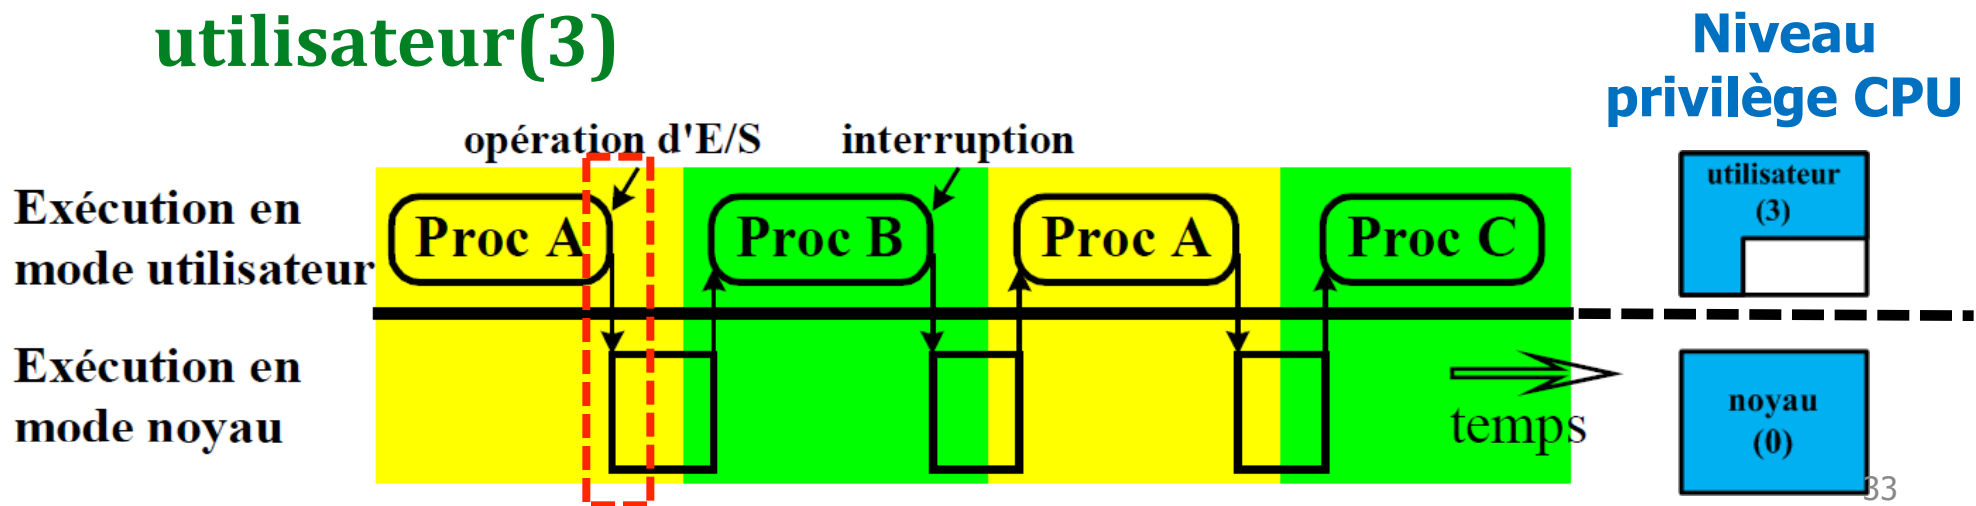 utilisateur(3)
Niveau
privilège CPU
opération d'E/S
interruption
Exécution en
mode utilisateur
Proc A
Proc B
Proc A
Proc C
utilisateur
(3)
Exécution en
mode noyau
temps
noyau
(0)
33